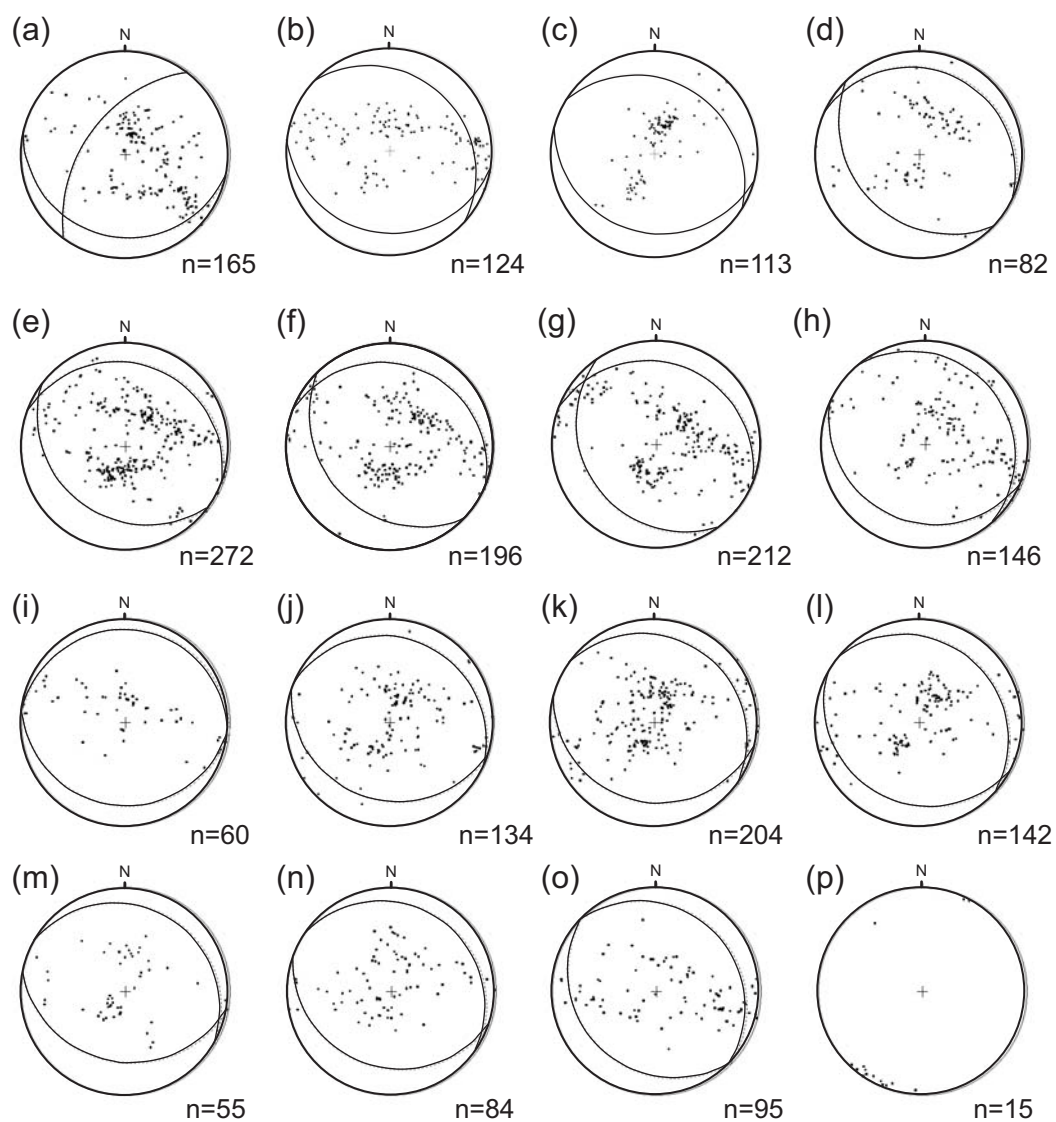 (a) N (b) N (c) N (d) N
n=165 n=124 n=113 n=82
(e) N (f) N (g) N (h) N
n=272 n=196 n=212 n=146
(i) N (j) N (k) N (l) N
n=60 n=134 n=204 n=142
(m) N (n) N (o) N (p) N
n=55 n=84 n=95 n=15